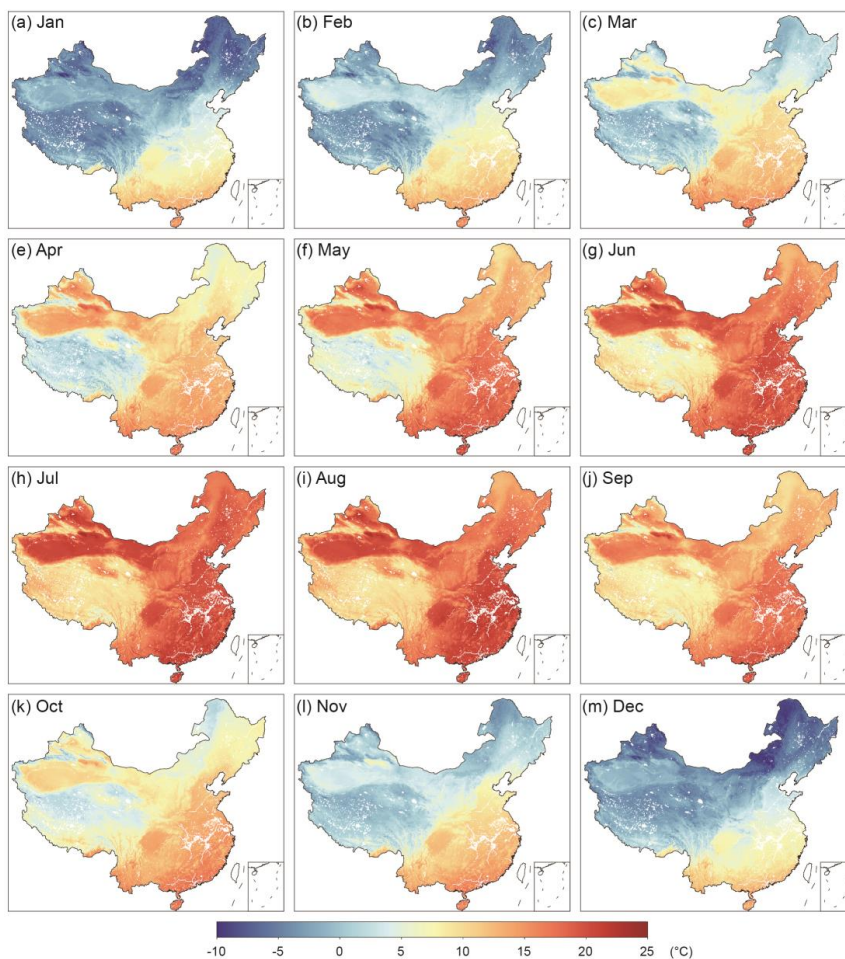 (a) Jan
(b) Feb
(c) Mar
(e) Apr
(f) May
(g) Jun
(h) Jul
(i) Aug
(j) Sep
(k) Oct
(l) Nov
(m) Dec
-10 -5 0 5 10 15 20 25 (°C)